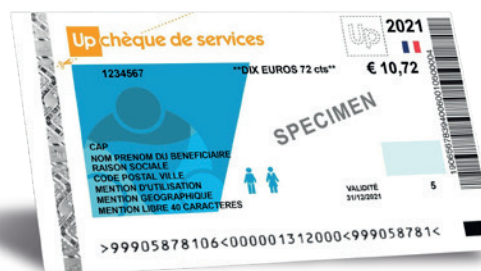 Up chèque de services
Up
2021
1234567
**DIX EUROS 72 cts**
€ 10,72
SPECIMEN
CAP
NOM PRENOM DU BENEFICIAIRE
RAISON SOCIALE
CODE POSTAL VILLE
MENTION D'UTILISATION
MENTION GEOGRAPHIQUE
MENTION LIBRE 40 CARACTERES
VALIDITÉ
31/12/2021
5
>99905878106<000001312000<999058781<